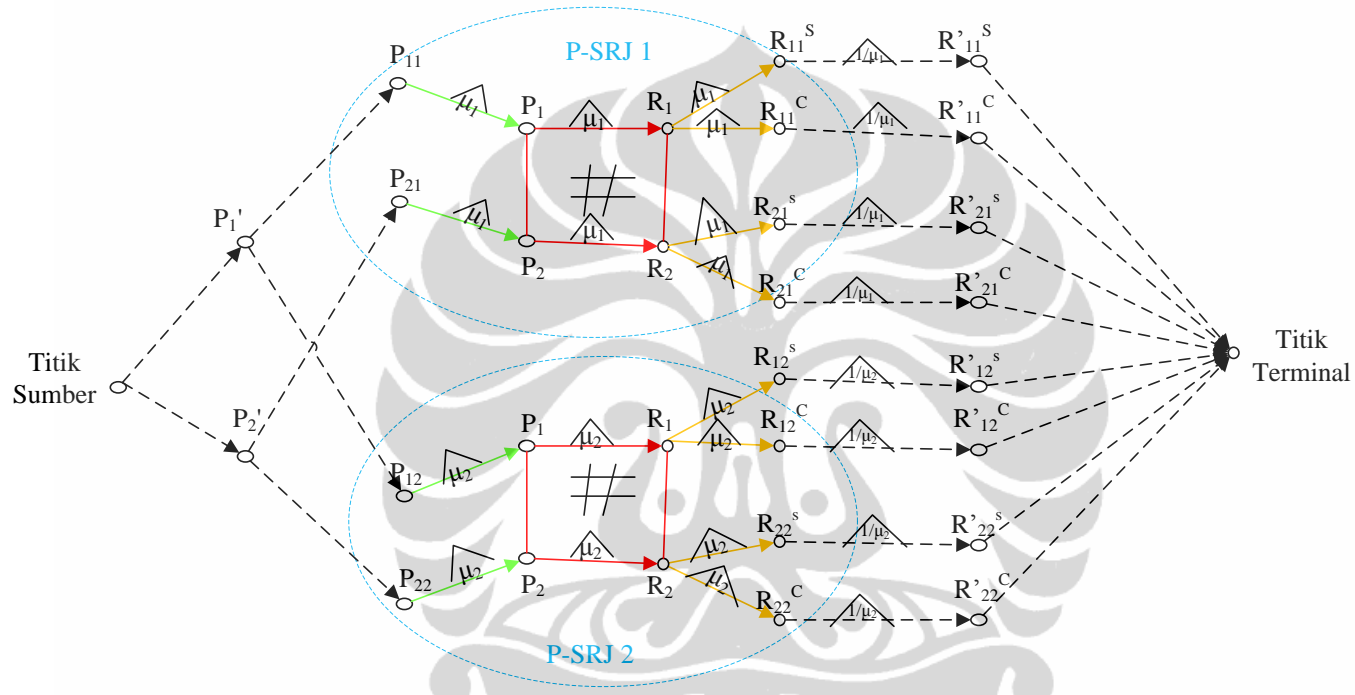 P-SRJ 1
P₁₁
μ₁
P₁
μ₁
R₁
μ₁
R₁₁ˢ
1/μ₁
R’₁₁ˢ
μ₁
R₁₁ᶜ
1/μ₁
R’₁₁ᶜ
P₂₁
μ₁
P₂
μ₁
R₂
μ₁
R₂₁ˢ
1/μ₁
R’₂₁ˢ
μ₁
R₂₁ᶜ
1/μ₁
R’₂₁ᶜ
P₁'
Titik
Sumber
P₂'
Titik
Terminal
P₁₂
μ₂
P₁
μ₂
R₁
μ₂
R₁₂ˢ
1/μ₂
R’₁₂ˢ
μ₂
R₁₂ᶜ
1/μ₂
R’₁₂ᶜ
P₂₂
μ₂
P₂
μ₂
R₂
μ₂
R₂₂ˢ
1/μ₂
R’₂₂ˢ
μ₂
R₂₂ᶜ
1/μ₂
R’₂₂ᶜ
P-SRJ 2